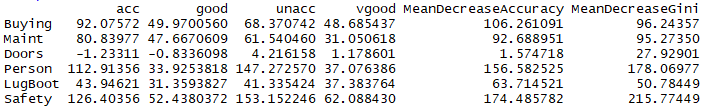 acc good unacc vgood MeanDecreaseAccuracy MeanDecreaseGini
Buying 92.07572 49.9700560 68.370742 48.685437 106.261091 96.24357
Maint 80.83977 47.6670609 61.540460 31.050618 92.688951 95.27350
Doors -1.23311 -0.8336098 4.216158 1.178601 1.574718 27.92901
Person 112.91356 33.9253818 147.272570 37.076386 156.582525 178.06977
LugBoot 43.94621 31.3593827 41.335424 37.383764 63.714521 50.78449
Safety 126.40356 52.4380372 153.152246 62.088430 174.485782 215.77449